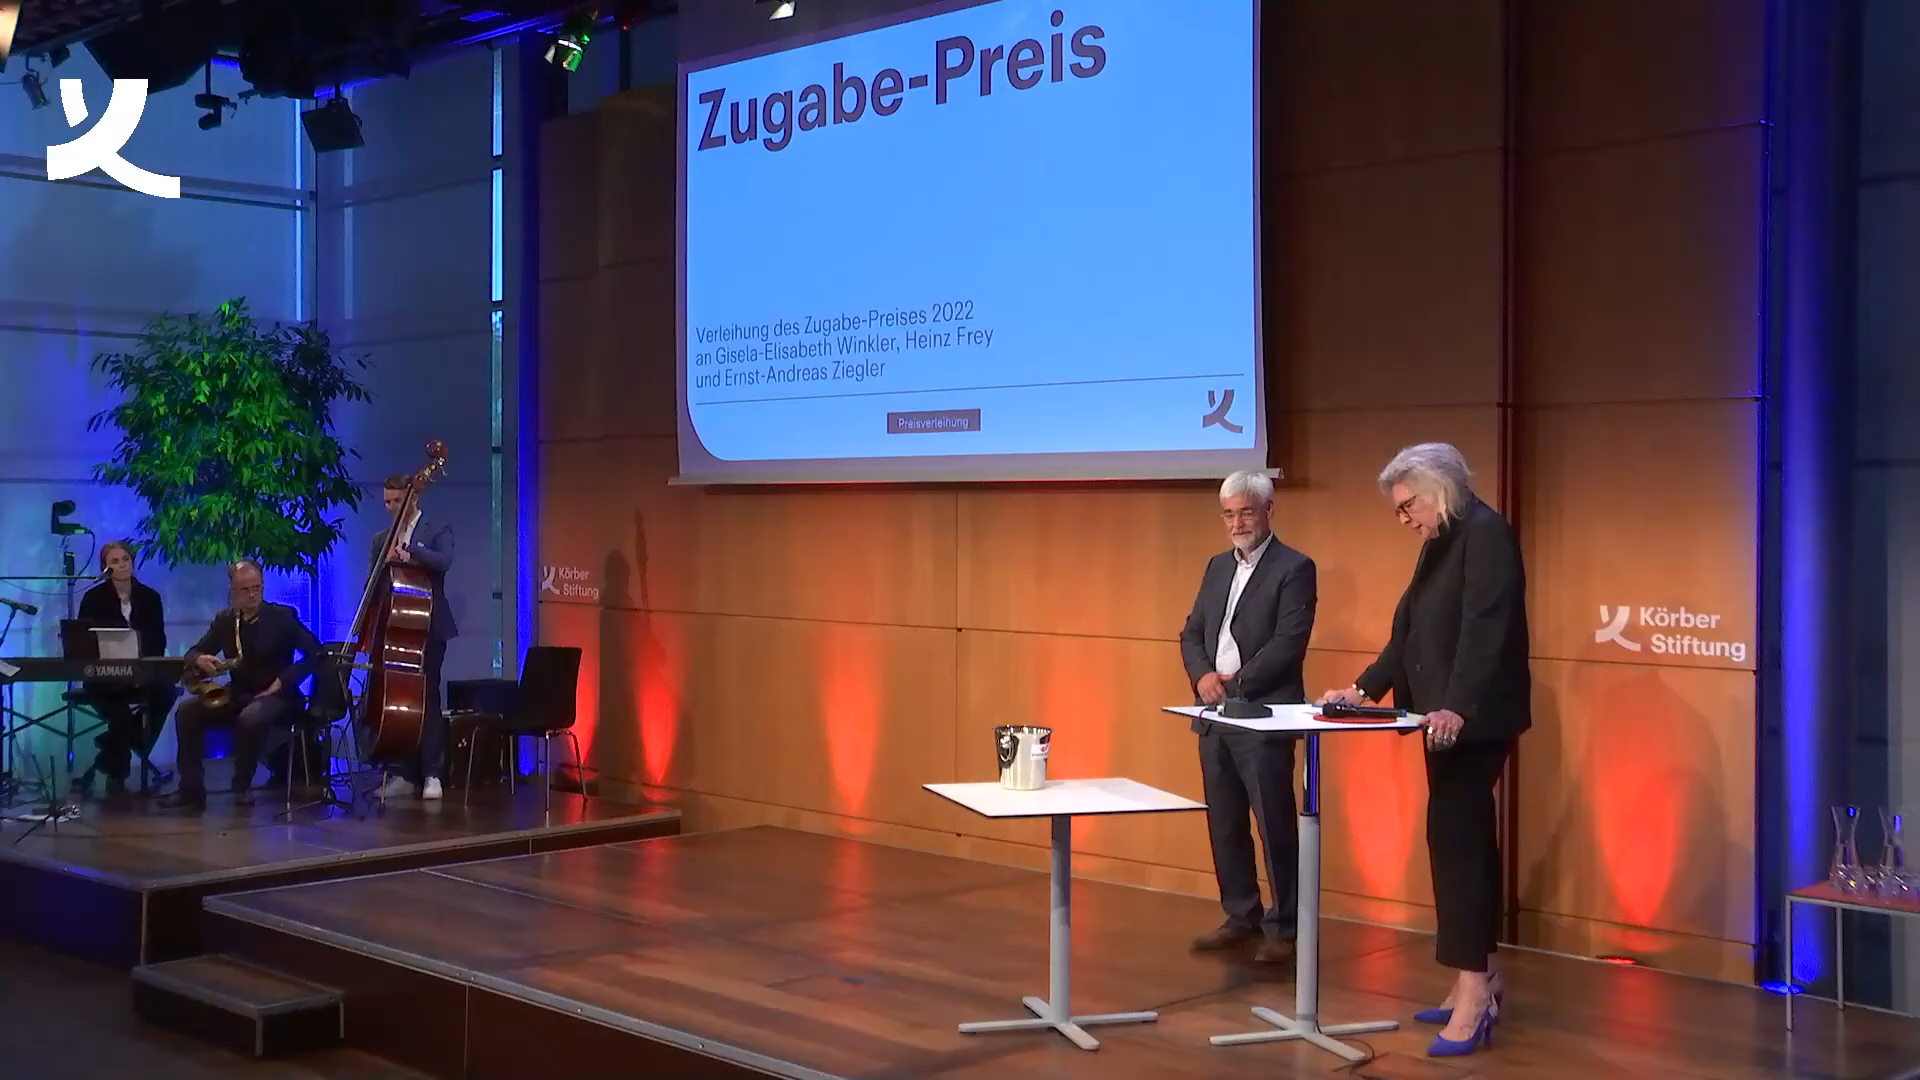 Zugabe-Preis
Verleihung des Zugabe-Preises 2022
an Gisela-Elisabeth Winkler, Heinz Frey
und Ernst-Andreas Ziegler
Preisverleihung
Körber
Stiftung
Körber
Stiftung
YAMAHA